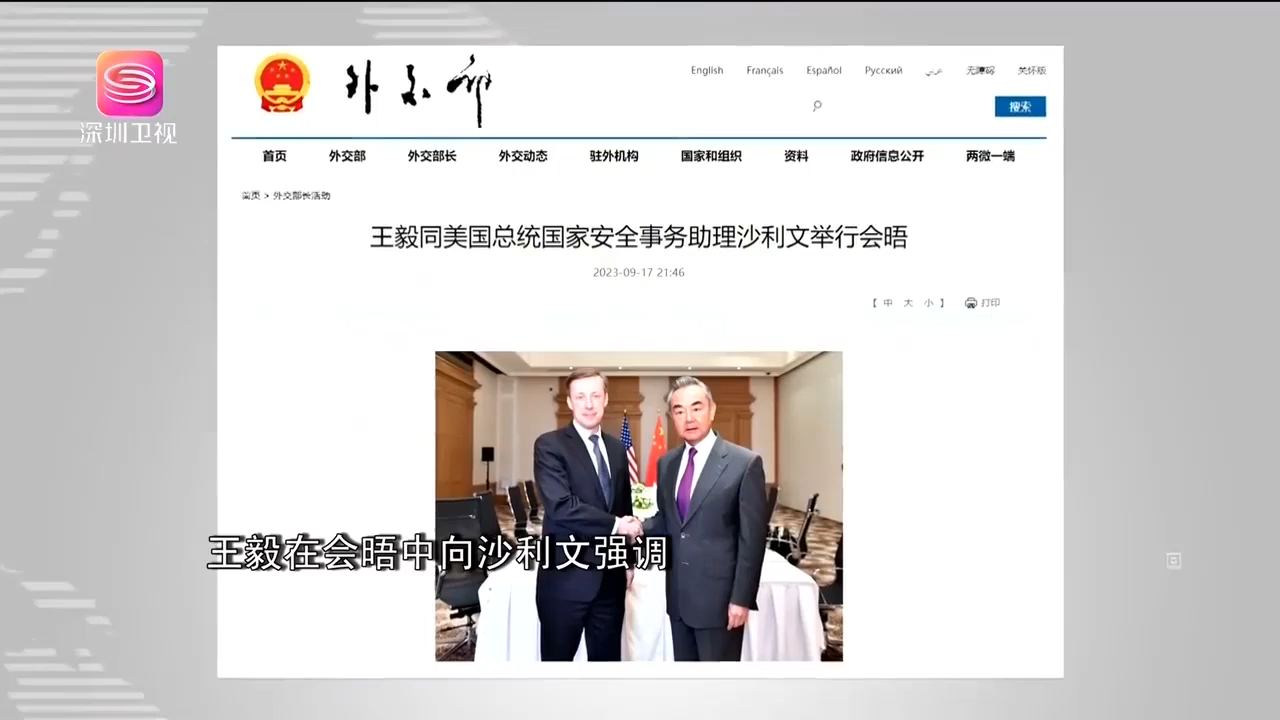 深圳卫视
外交部
English Français Español Русский عربي 无障碍 关怀版
搜索
首页 外交部 外交部长 外交动态 驻外机构 国家和组织 资料 政府信息公开 两微一端
首页 > 外交部长活动
王毅同美国总统国家安全事务助理沙利文举行会晤
2023-09-17 21:46
【 中 大 小 】 打印
王毅在会晤中向沙利文强调